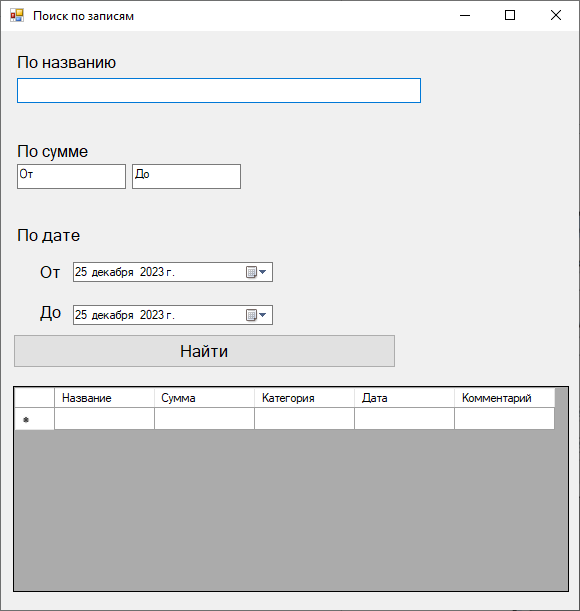 Поиск по записям
По названию
По сумме
От До
По дате
От 25 декабря 2023 г.
До 25 декабря 2023 г.
Найти
Название Сумма Категория Дата Комментарий